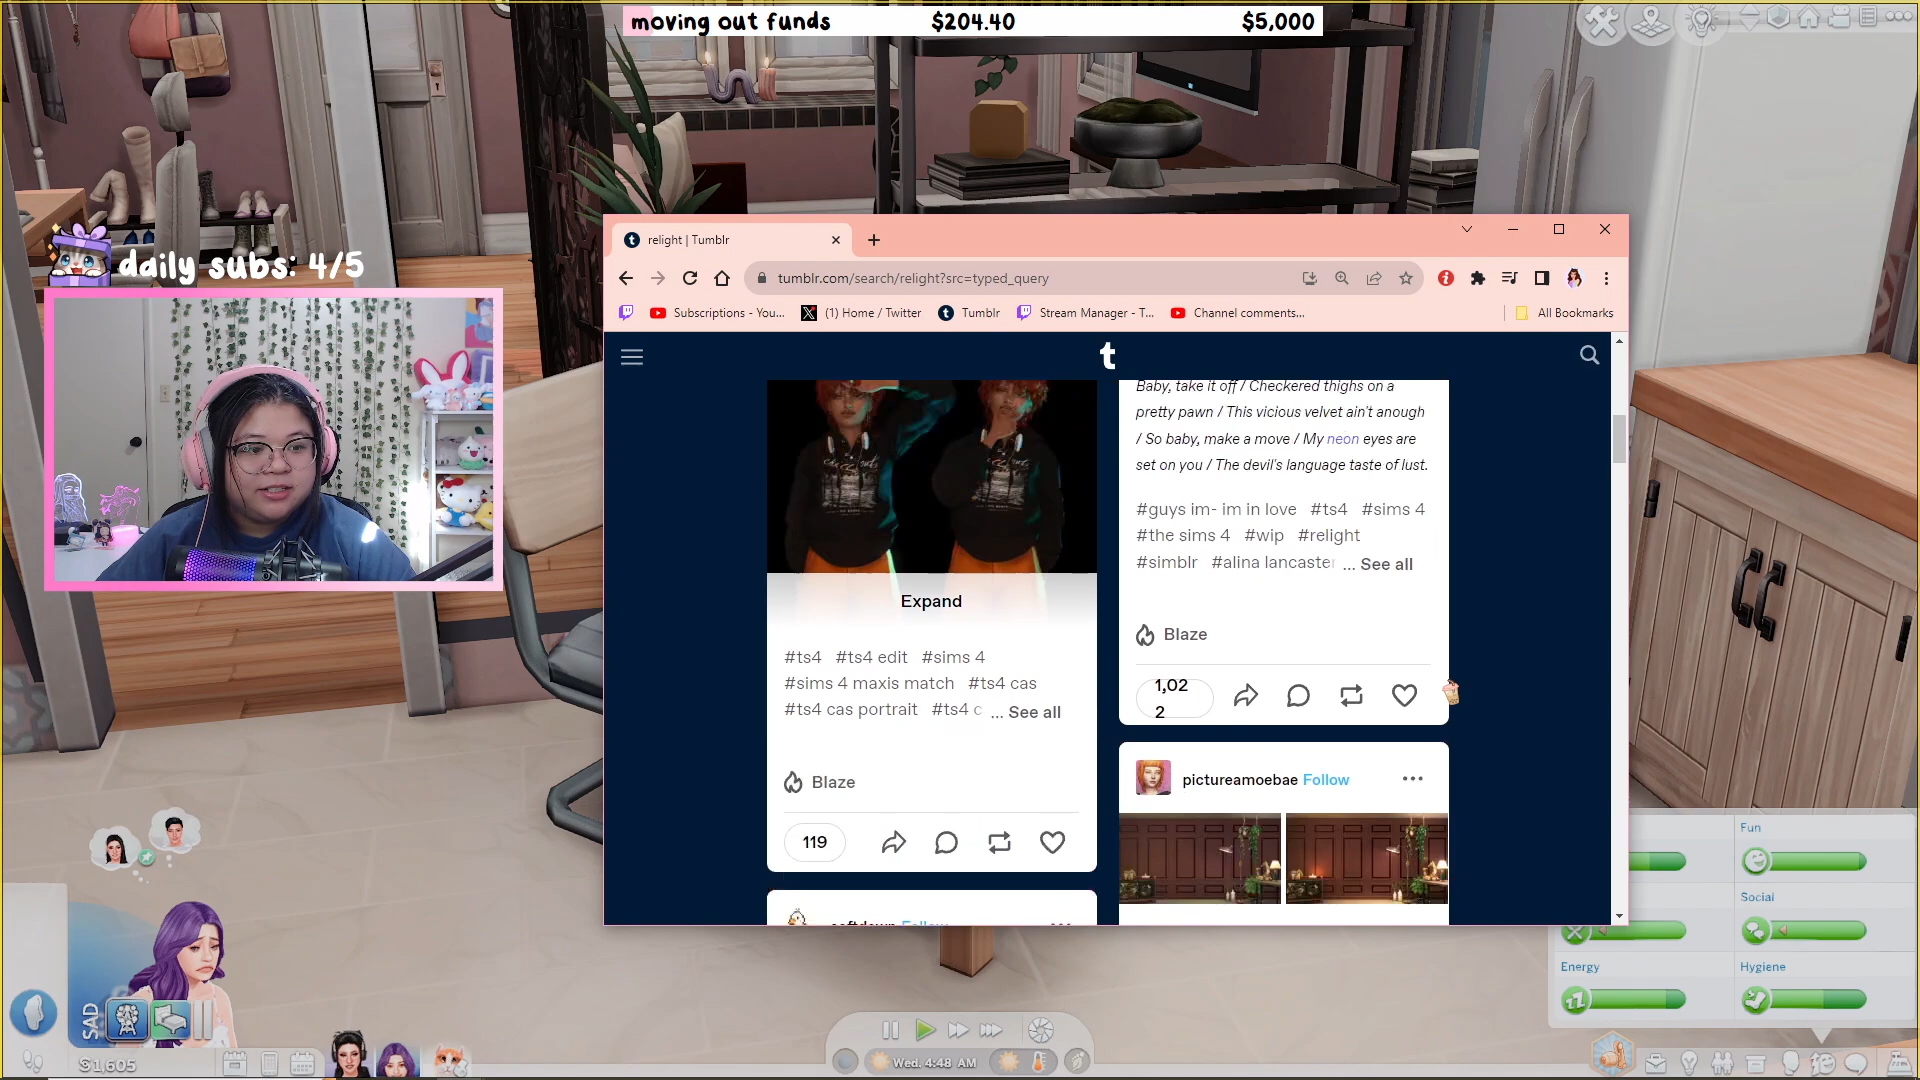 moving out funds $204.40 $5,000
daily subs: 4/5
relight | Tumblr
tumblr.com/search/relight?src=typed_query
Subscriptions - You... (1) Home / Twitter Tumblr Stream Manager - T... Channel comments... All Bookmarks
t
Expand
#ts4 #ts4 edit #sims 4
#sims 4 maxis match #ts4 cas
#ts4 cas portrait #ts4 c ... See all
Blaze
119
Baby, take it off / Checkered thighs on a
pretty pawn / This vicious velvet ain't anough
/ So baby, make a move / My neon eyes are
set on you / The devil's language taste of lust.
#guys im- im in love #ts4 #sims 4
#the sims 4 #wip #relight
#simblr #alina lancaster ... See all
Blaze
1,02
2
pictureamoebae Follow
Fun
Social
Energy Hygiene
SAD
§1,605
Wed. 4:48 AM